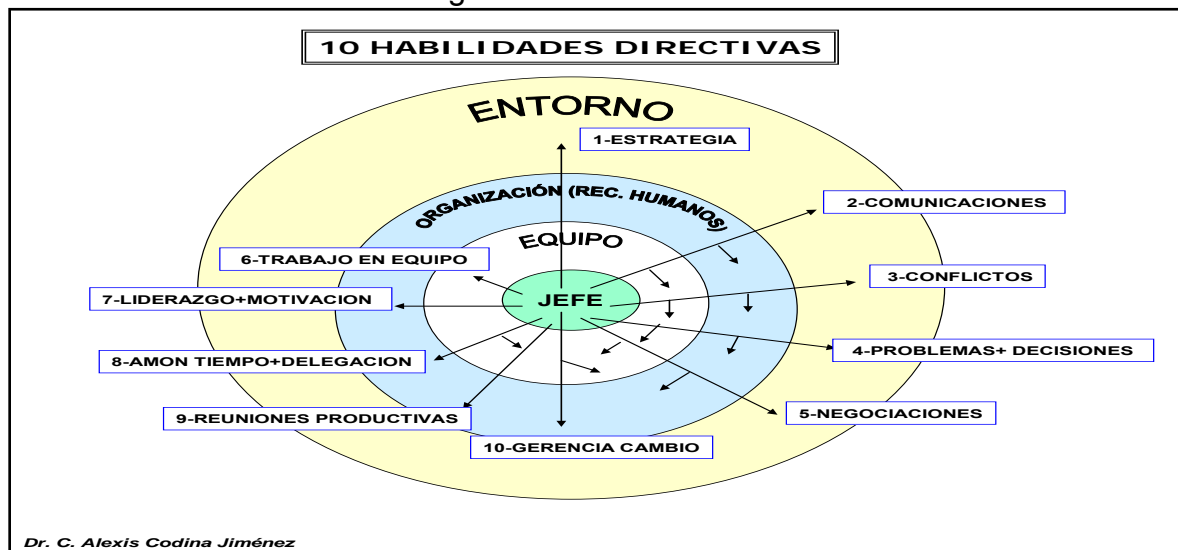 10 HABILIDADES DIRECTIVAS
ENTORNO
1-ESTRATEGIA
ORGANIZACIÓN (REC. HUMANOS)
2-COMUNICACIONES
EQUIPO
6-TRABAJO EN EQUIPO
3-CONFLICTOS
7-LIDERAZGO+MOTIVACION
JEFE
4-PROBLEMAS+ DECISIONES
8-AMON TIEMPO+DELEGACION
5-NEGOCIACIONES
9-REUNIONES PRODUCTIVAS
10-GERENCIA CAMBIO
Dr. C. Alexis Codina Jiménez